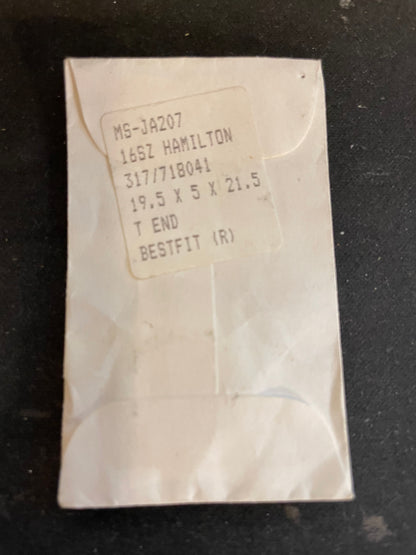 MS-JA207
16SZ HAMILTON
317/718041
19.5 X 5 X 21.5
T END
BESTFIT (R)